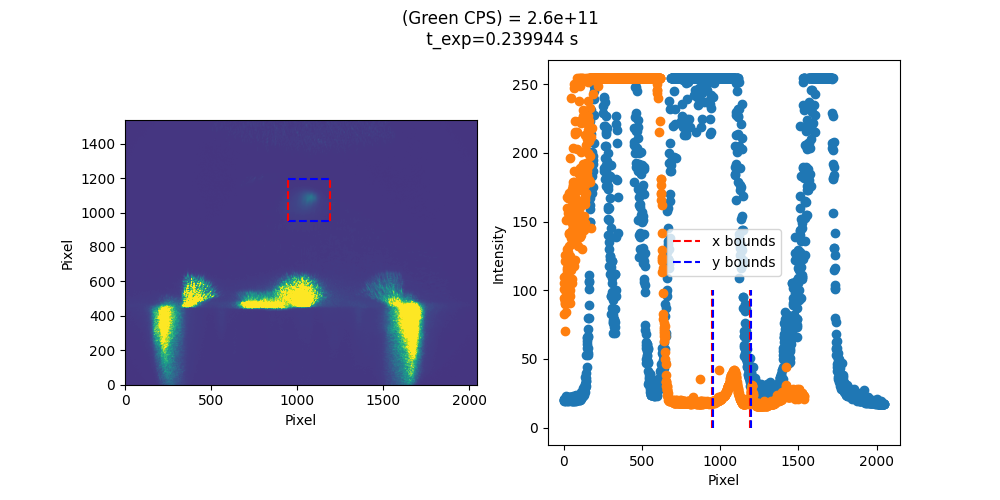 (Green CPS) = 2.6e+11
t_exp=0.239944 s
1400
1200
1000
800
600
400
200
0
Pixel
0 500 1000 1500 2000
Pixel
250
200
150
100
50
0
Intensity
x bounds
y bounds
0 500 1000 1500 2000
Pixel